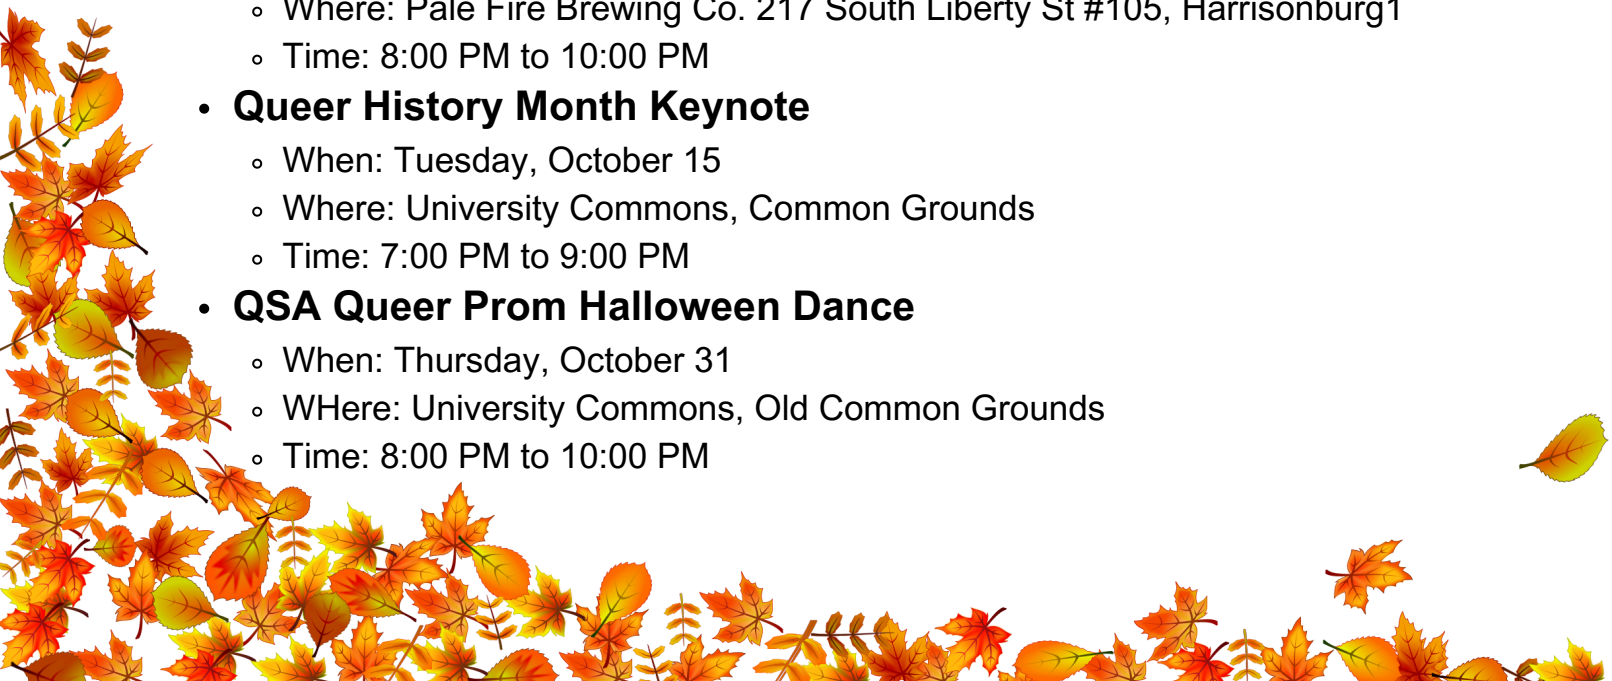 Where: Pale Fire Brewing Co. 217 South Liberty St #105, Harrisonburg1
Time: 8:00 PM to 10:00 PM
Queer History Month Keynote
When: Tuesday, October 15
Where: University Commons, Common Grounds
Time: 7:00 PM to 9:00 PM
QSA Queer Prom Halloween Dance
When: Thursday, October 31
WHere: University Commons, Old Common Grounds
Time: 8:00 PM to 10:00 PM